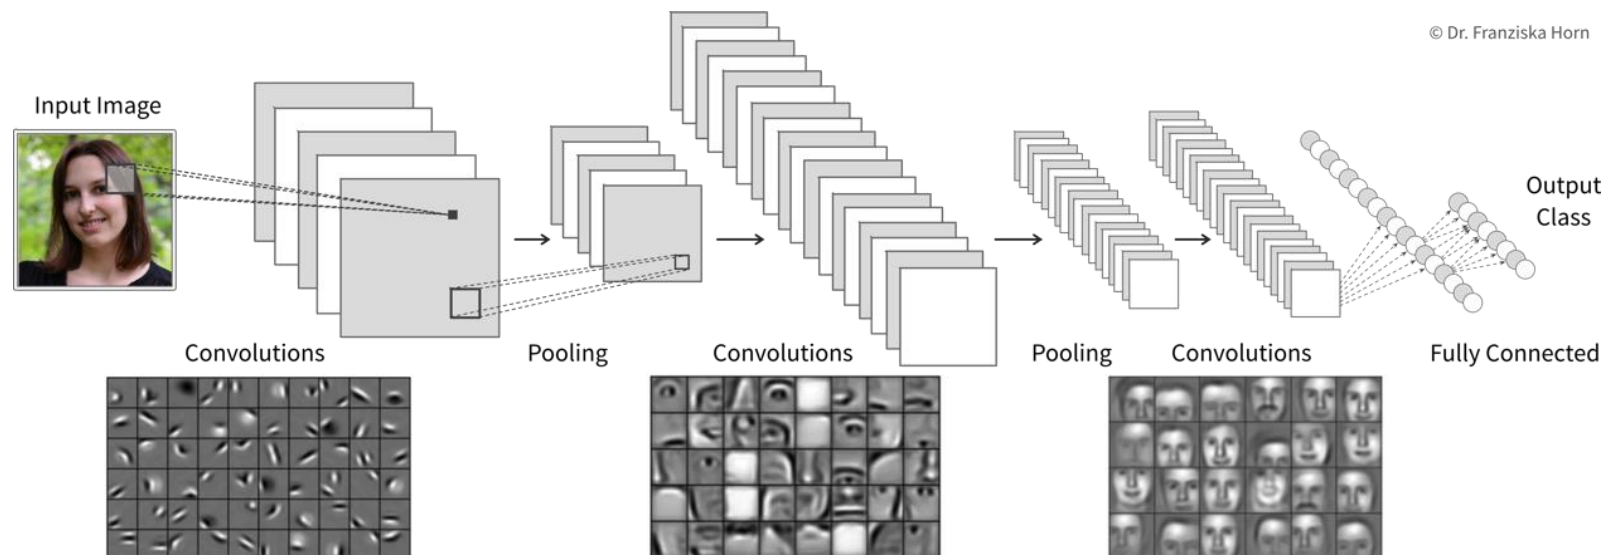 © Dr. Franziska Horn
Input Image
Output
Class
Convolutions
Pooling
Convolutions
Pooling
Convolutions
Fully Connected